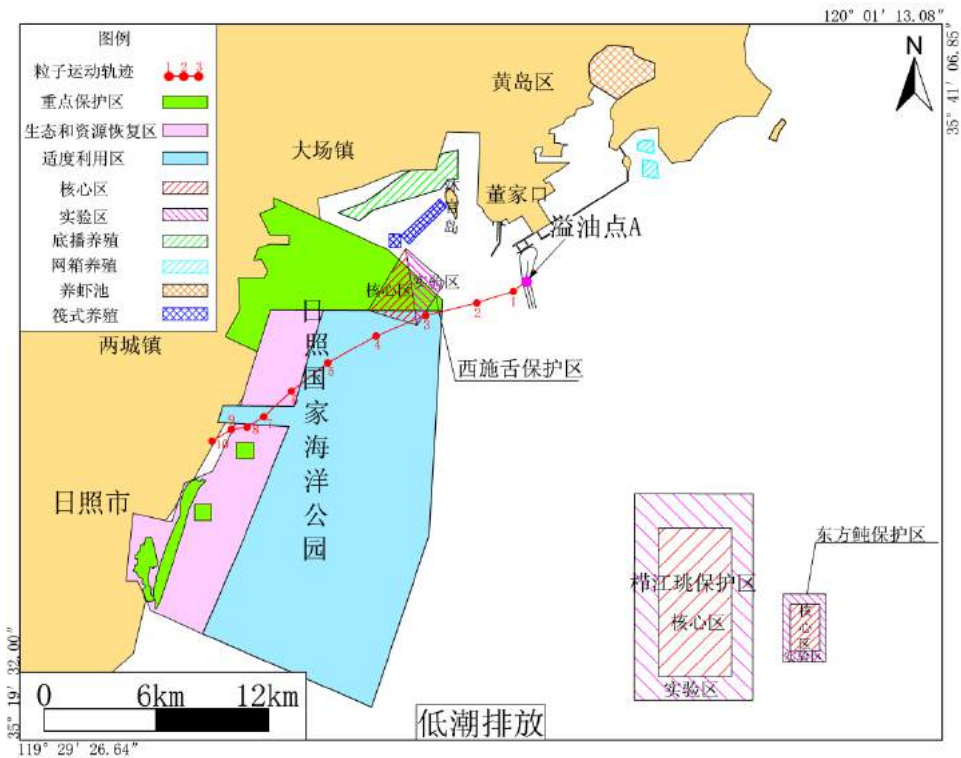 120° 01′ 13.08″
35° 41′ 06.85″
N
图例
粒子运动轨迹
1 2 3
重点保护区
生态和资源恢复区
适度利用区
核心区
实验区
底播养殖
网箱养殖
养虾池
筏式养殖
黄岛区
大场镇
董家口
溢油点A
核心区
实验区
1
2
3
4
5
6
7
8
9
10
西施舌保护区
两城镇
日照国家海洋公园
日照市
东方鲀保护区
栉江珧保护区
核心区
实验区
核心区
实验区
0 6km 12km
低潮排放
35° 19′ 32.00″
119° 29′ 26.64″